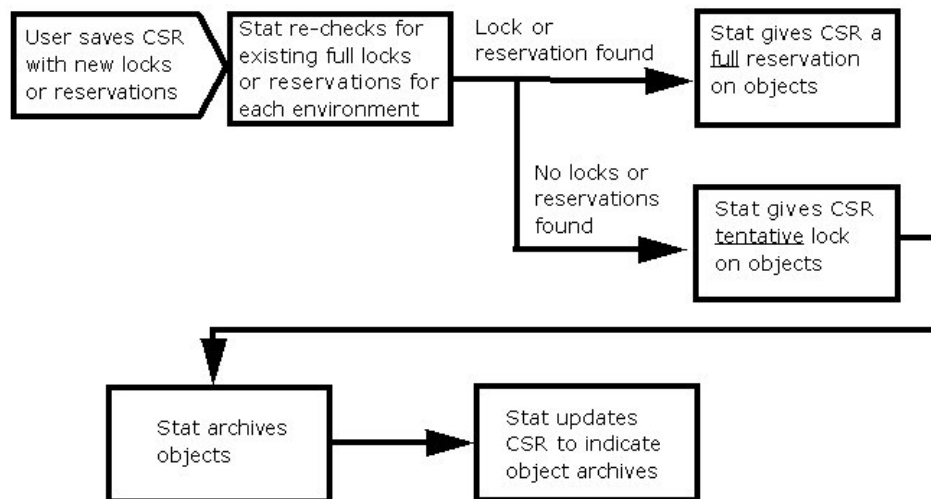 User saves CSR
with new locks
or reservations
Stat re-checks for
existing full locks
or reservations for
each environment
Lock or
reservation found
Stat gives CSR a
full reservation
on objects
No locks or
reservations
found
Stat gives CSR
tentative lock
on objects
Stat archives
objects
Stat updates
CSR to indicate
object archives